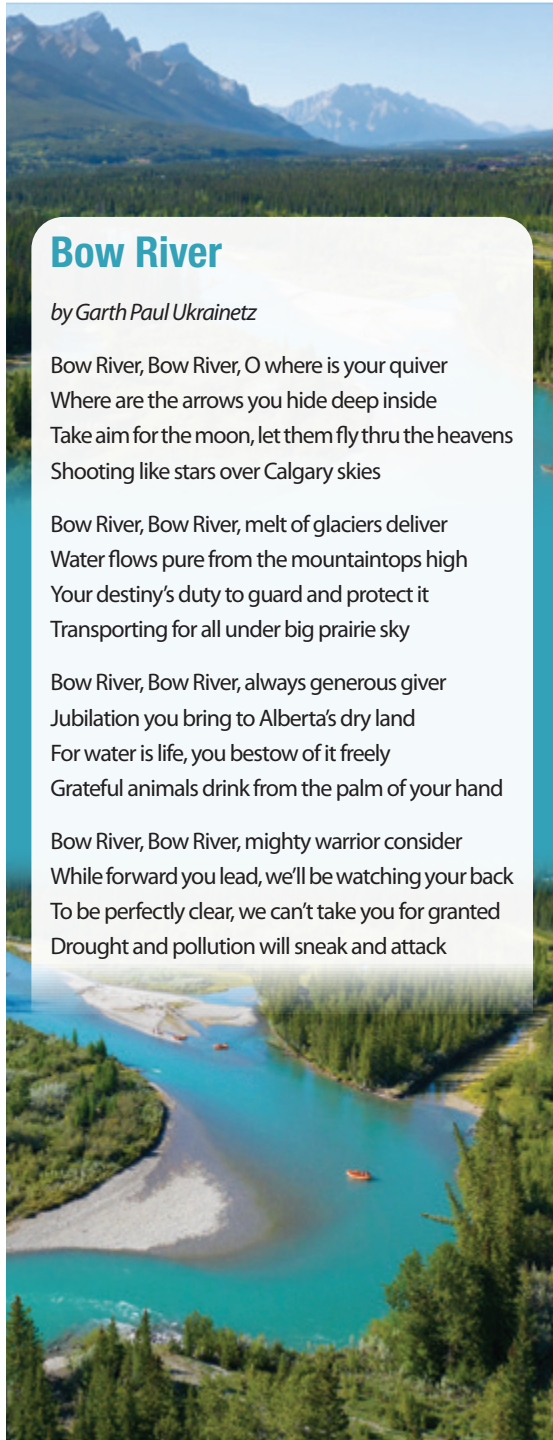 Bow River
by Garth Paul Ukrainetz
Bow River, Bow River, O where is your quiver
Where are the arrows you hide deep inside
Take aim for the moon, let them fly thru the heavens
Shooting like stars over Calgary skies
Bow River, Bow River, melt of glaciers deliver
Water flows pure from the mountaintops high
Your destiny’s duty to guard and protect it
Transporting for all under big prairie sky
Bow River, Bow River, always generous giver
Jubilation you bring to Alberta’s dry land
For water is life, you bestow of it freely
Grateful animals drink from the palm of your hand
Bow River, Bow River, mighty warrior consider
While forward you lead, we’ll be watching your back
To be perfectly clear, we can’t take you for granted
Drought and pollution will sneak and attack